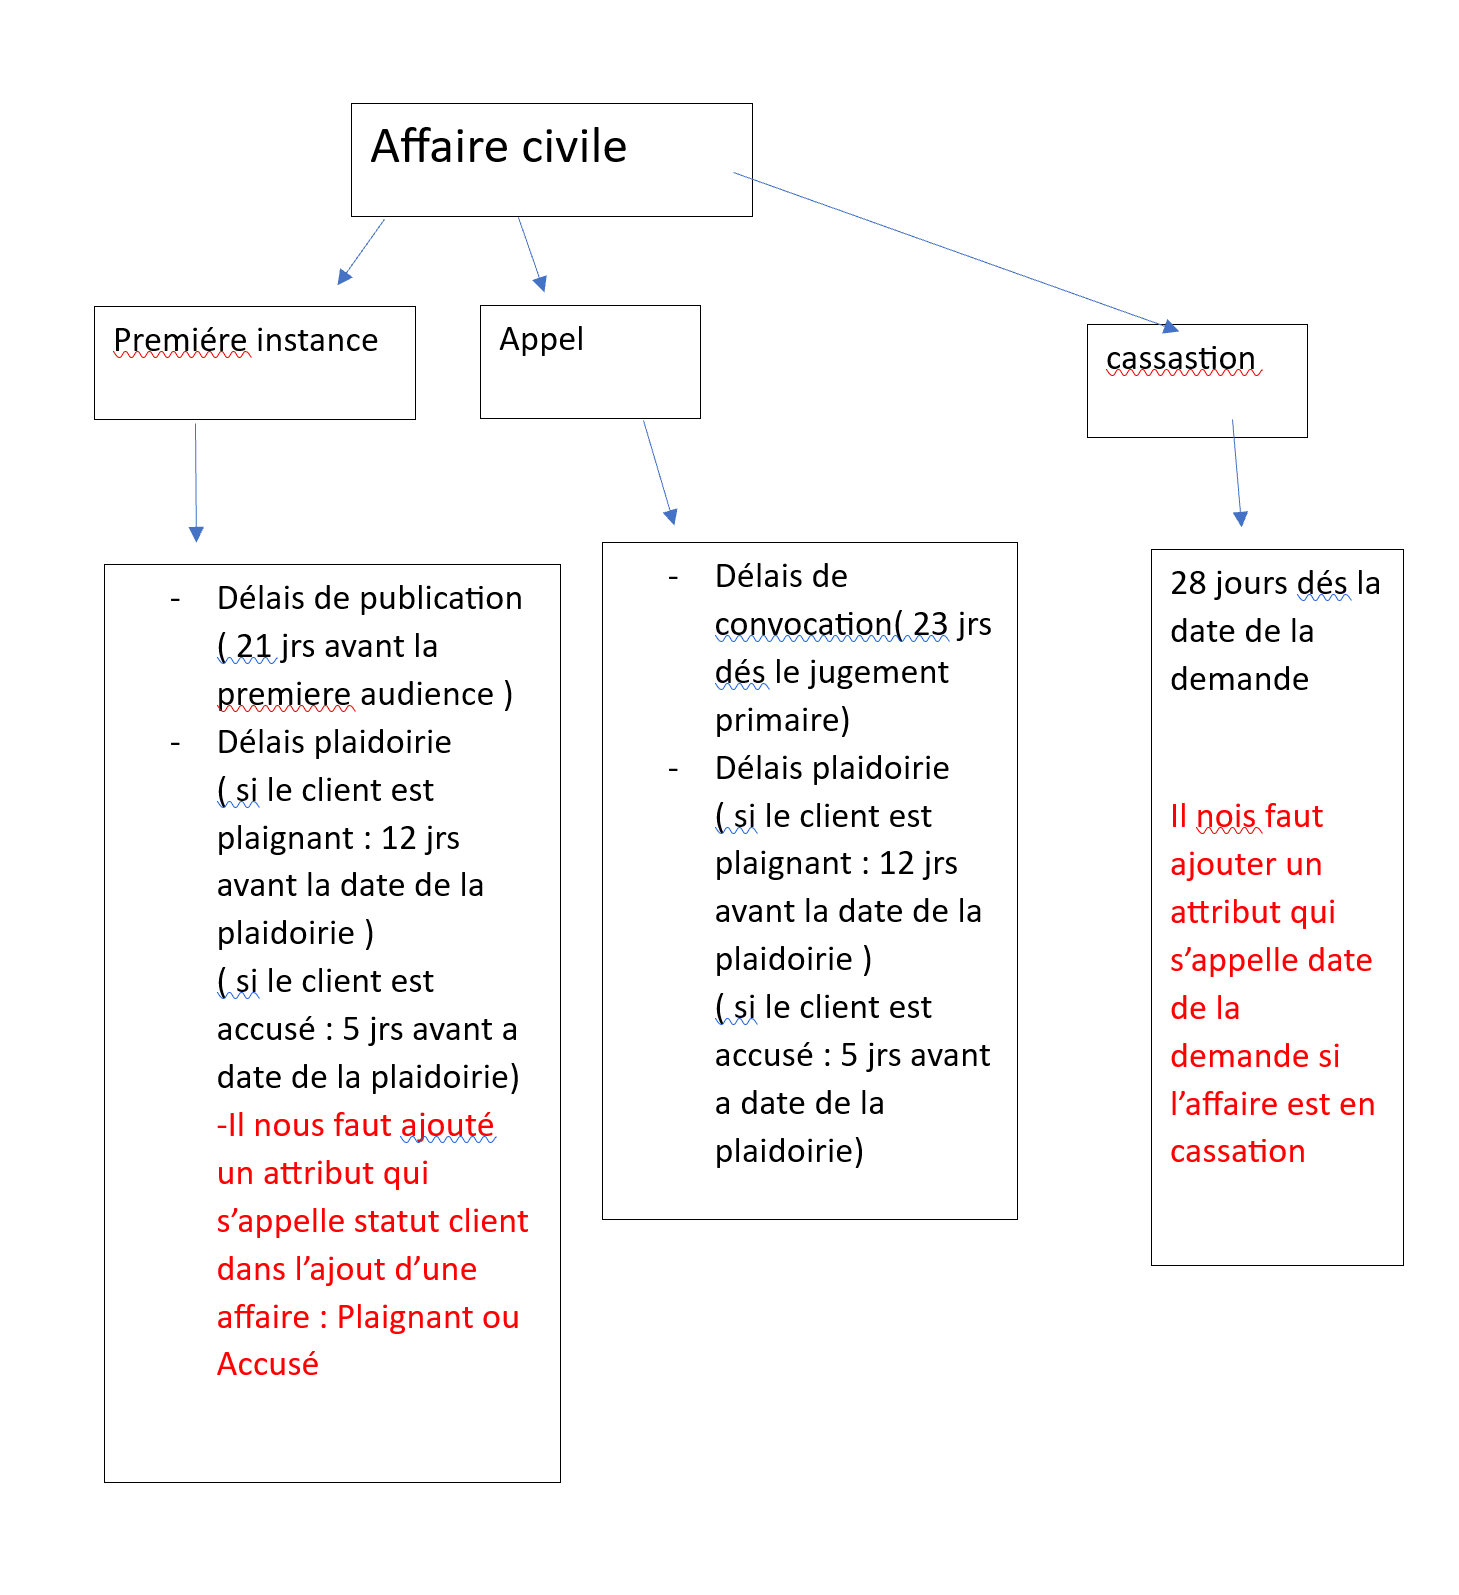 Affaire civile
Premiére instance
Appel
cassastion
- Délais de publication
( 21 jrs avant la
premiere audience )
- Délais plaidoirie
( si le client est
plaignant : 12 jrs
avant la date de la
plaidoirie )
( si le client est
accusé : 5 jrs avant a
date de la plaidoirie)
-Il nous faut ajouté
un attribut qui
s’appelle statut client
dans l’ajout d’une
affaire : Plaignant ou
Accusé
- Délais de
convocation( 23 jrs
dés le jugement
primaire)
- Délais plaidoirie
( si le client est
plaignant : 12 jrs
avant la date de la
plaidoirie )
( si le client est
accusé : 5 jrs avant
a date de la
plaidoirie)
28 jours dés la
date de la
demande
Il nois faut
ajouter un
attribut qui
s’appelle date
de la
demande si
l’affaire est en
cassation